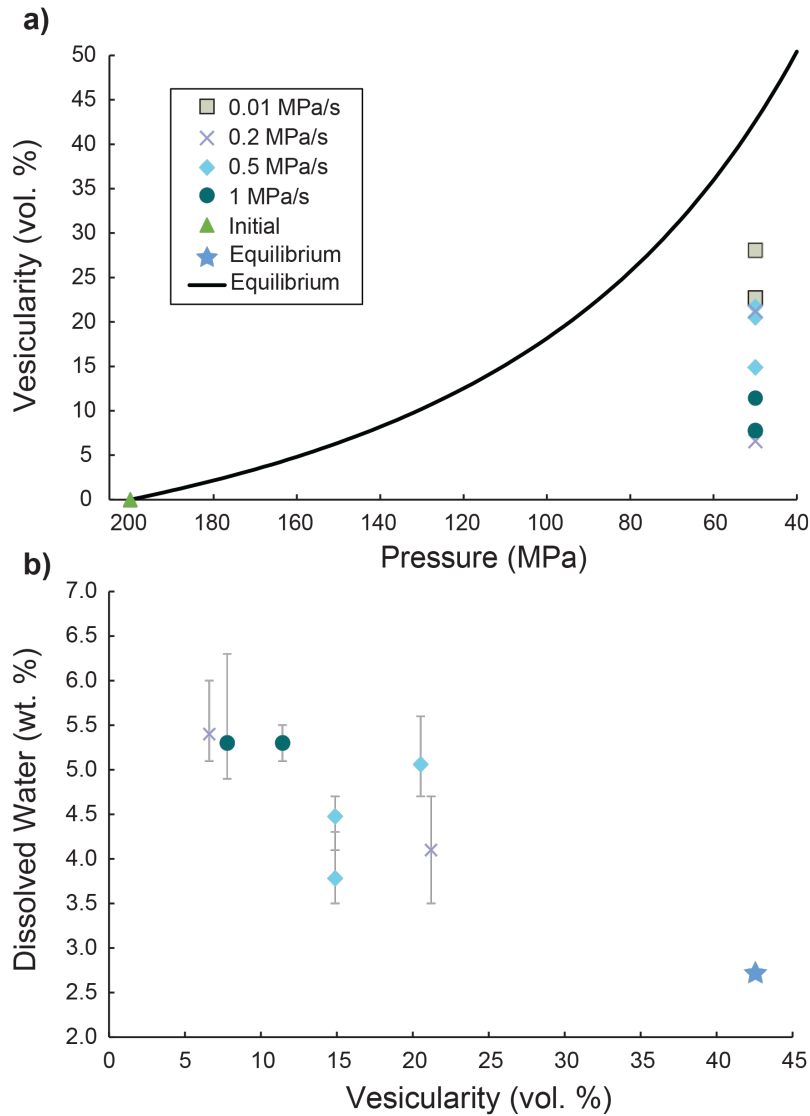 a)
50
45
40
35
30
25
20
15
10
5
0
Vesicularity (vol. %)
0.01 MPa/s
0.2 MPa/s
0.5 MPa/s
1 MPa/s
Initial
Equilibrium
Equilibrium
200 180 160 140 120 100 80 60 40
Pressure (MPa)
b)
7.0
6.5
6.0
5.5
5.0
4.5
4.0
3.5
3.0
2.5
2.0
Dissolved Water (wt. %)
0 5 10 15 20 25 30 35 40 45
Vesicularity (vol. %)